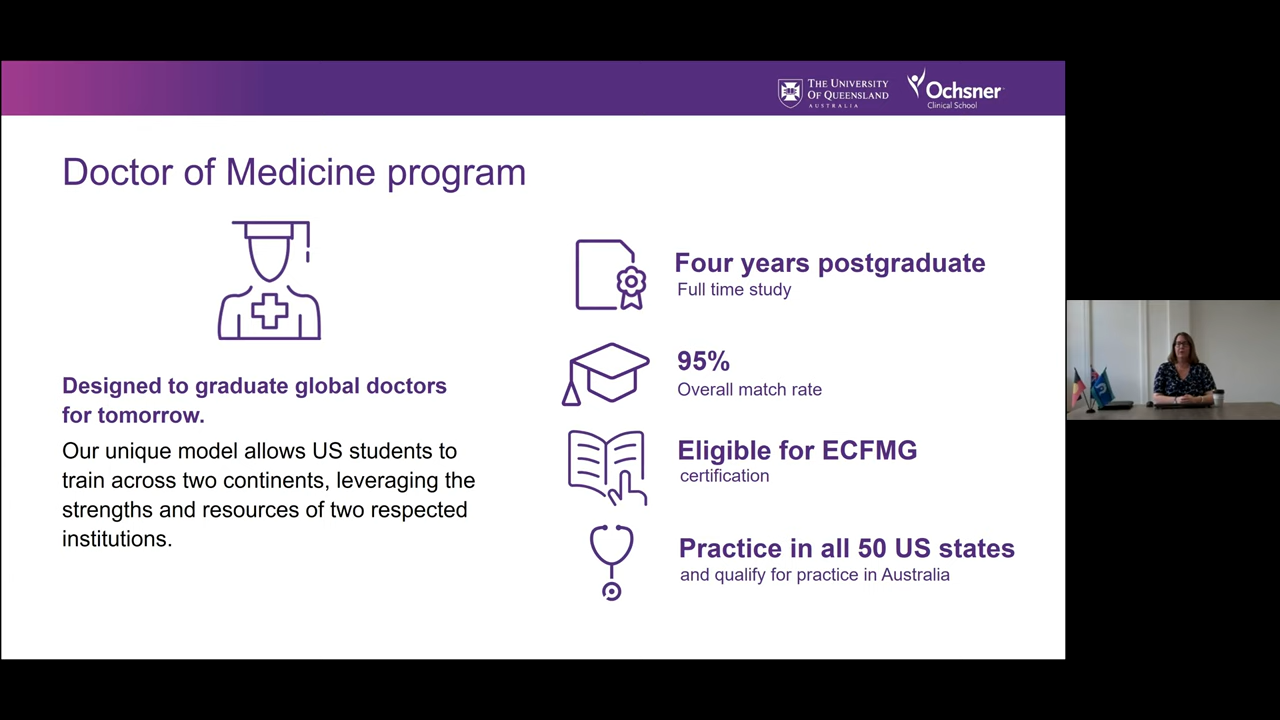 THE UNIVERSITY
OF QUEENSLAND
AUSTRALIA
Ochsner
Clinical School
Doctor of Medicine program
Designed to graduate global doctors
for tomorrow.
Our unique model allows US students to
train across two continents, leveraging the
strengths and resources of two respected
institutions.
Four years postgraduate
Full time study
95%
Overall match rate
Eligible for ECFMG
certification
Practice in all 50 US states
and qualify for practice in Australia